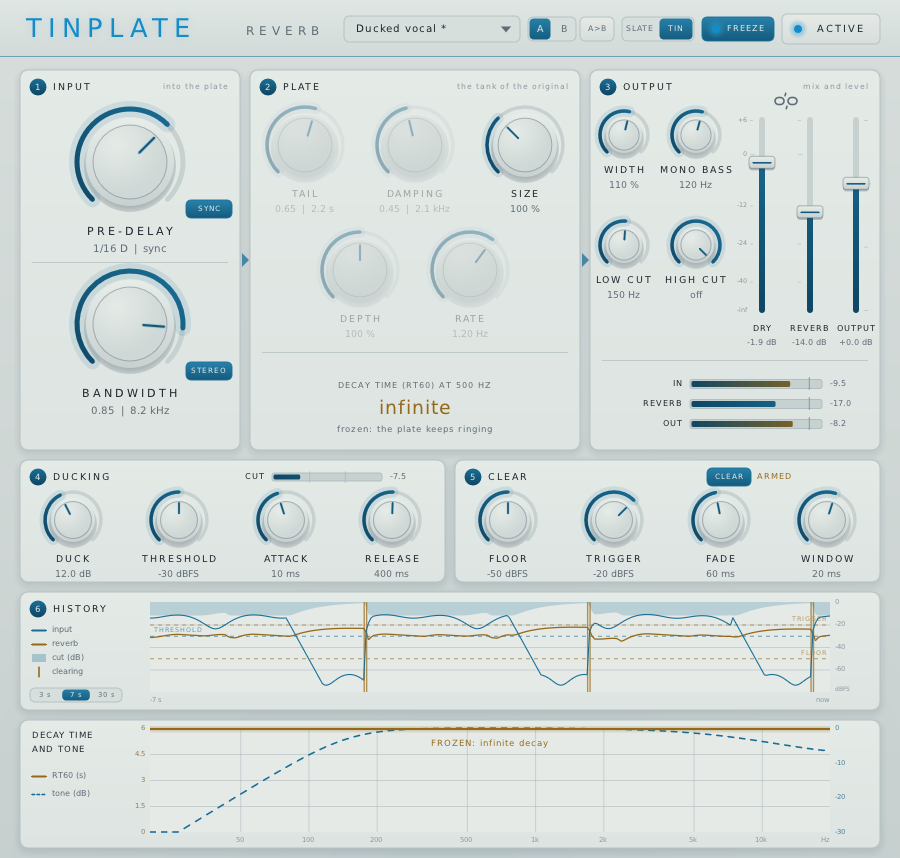 TINPLATE REVERB Ducked vocal * A B A>B SLATE TIN FREEZE ACTIVE
1 INPUT into the plate
SYNC
PRE-DELAY
1/16 D | sync
STEREO
BANDWIDTH
0.85 | 8.2 kHz
2 PLATE the tank of the original
TAIL DAMPING SIZE
0.65 | 2.2 s 0.45 | 2.1 kHz 100 %
DEPTH RATE
100 % 1.20 Hz
DECAY TIME (RT60) AT 500 HZ
infinite
frozen: the plate keeps ringing
3 OUTPUT mix and level
WIDTH MONO BASS
110 % 120 Hz
LOW CUT HIGH CUT
150 Hz off
+6
0
-12
-24
-40
-inf
DRY REVERB OUTPUT
-1.9 dB -14.0 dB +0.0 dB
IN -9.5
REVERB -17.0
OUT -8.2
4 DUCKING CUT -7.5
DUCK THRESHOLD ATTACK RELEASE
12.0 dB -30 dBFS 10 ms 400 ms
5 CLEAR CLEAR ARMED
FLOOR TRIGGER FADE WINDOW
-50 dBFS -20 dBFS 60 ms 20 ms
6 HISTORY
input
reverb
cut (dB)
clearing
3 s 7 s 30 s
THRESHOLD
TRIGGER
FLOOR
0
-20
-40
-60
dBFS
-7 s now
DECAY TIME
AND TONE
RT60 (s)
tone (dB)
6
4.5
3
1.5
0
FROZEN: infinite decay
0
-10
-20
-30
50 100 200 500 1k 2k 5k 10k Hz